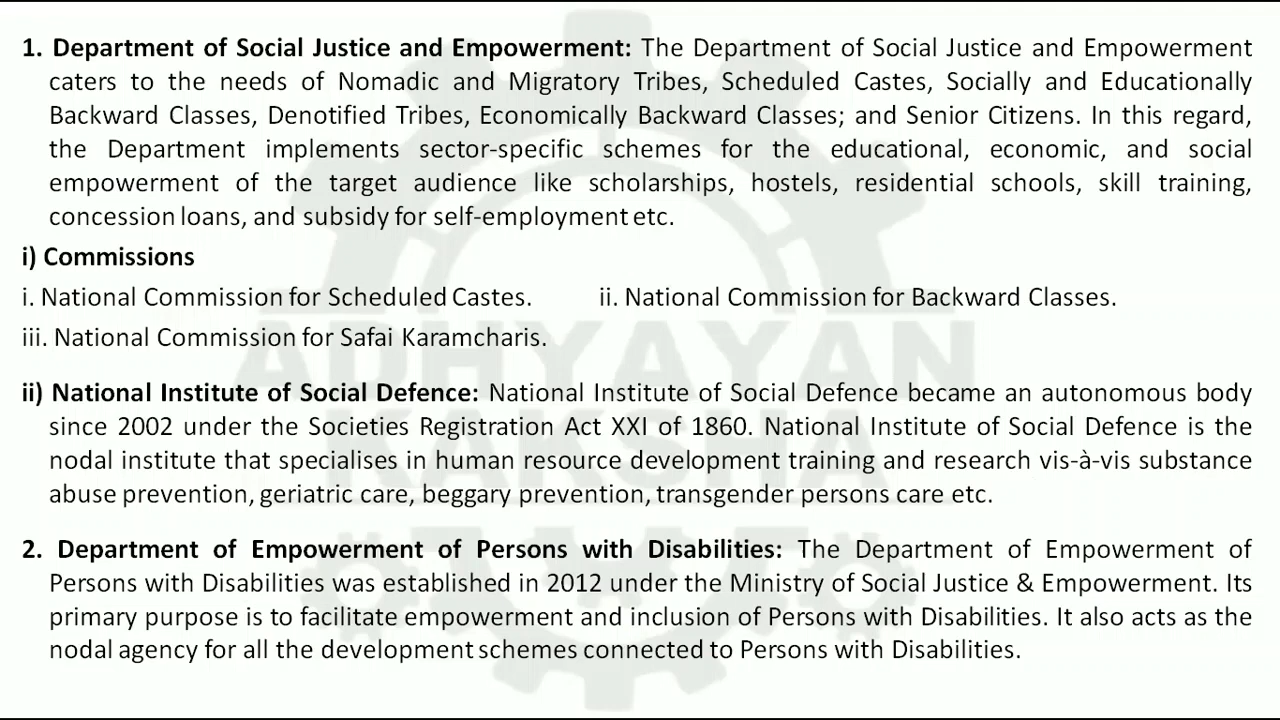 1. Department of Social Justice and Empowerment: The Department of Social Justice and Empowerment
caters to the needs of Nomadic and Migratory Tribes, Scheduled Castes, Socially and Educationally
Backward Classes, Denotified Tribes, Economically Backward Classes; and Senior Citizens. In this regard,
the Department implements sector-specific schemes for the educational, economic, and social
empowerment of the target audience like scholarships, hostels, residential schools, skill training,
concession loans, and subsidy for self-employment etc.
i) Commissions
i. National Commission for Scheduled Castes. ii. National Commission for Backward Classes.
iii. National Commission for Safai Karamcharis.
ADHYAYAN
ii) National Institute of Social Defence: National Institute of Social Defence became an autonomous body
since 2002 under the Societies Registration Act XXI of 1860. National Institute of Social Defence is the
KAKSHA
nodal institute that specialises in human resource development training and research vis-à-vis substance
abuse prevention, geriatric care, beggary prevention, transgender persons care etc.
2. Department of Empowerment of Persons with Disabilities: The Department of Empowerment of
Persons with Disabilities was established in 2012 under the Ministry of Social Justice & Empowerment. Its
primary purpose is to facilitate empowerment and inclusion of Persons with Disabilities. It also acts as the
nodal agency for all the development schemes connected to Persons with Disabilities.